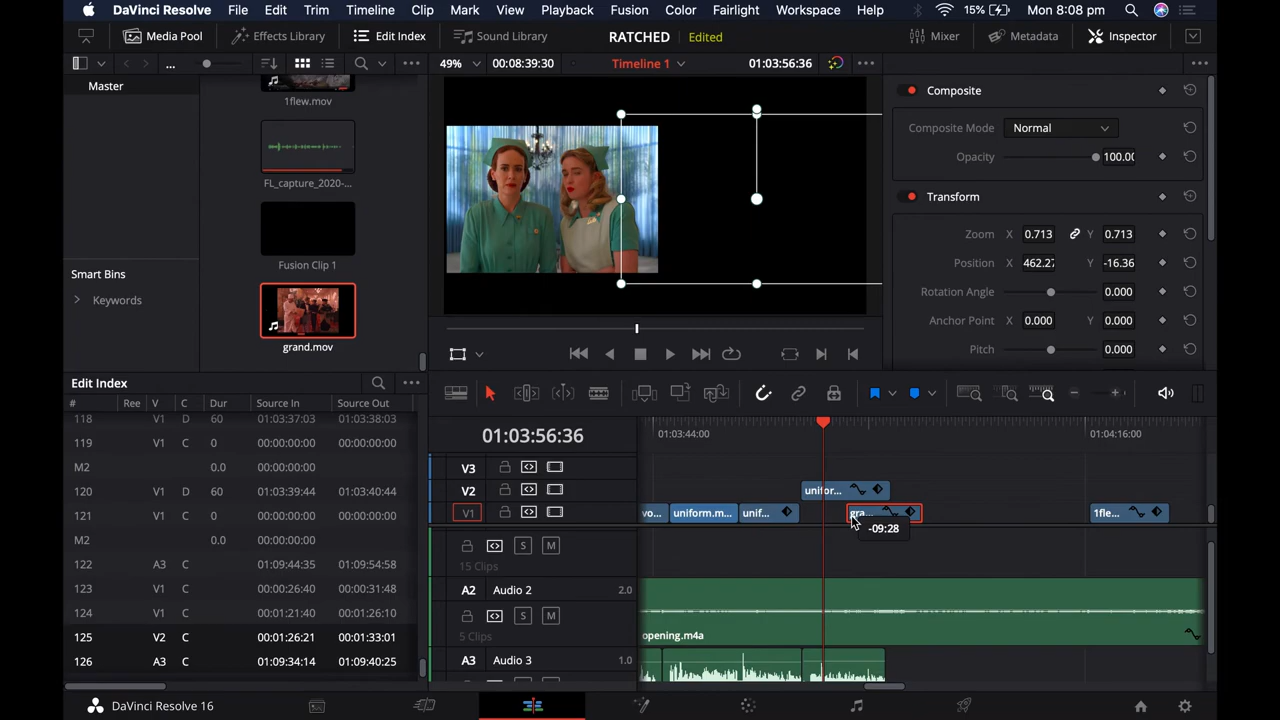 DaVinci Resolve File Edit Trim Timeline Clip Mark View Playback Fusion Color Fairlight Workspace Help 15% Mon 8:08 pm
Media Pool Effects Library Edit Index Sound Library RATCHED Edited Mixer Metadata Inspector
... 49% 00:08:39:30 Timeline 1 01:03:56:36
Master
1flew.mov
FL_capture_2020-...
Fusion Clip 1
grand.mov
Smart Bins
Keywords
Composite
Composite Mode Normal
Opacity 100.00
Transform
Zoom X 0.713 Y 0.713
Position X 462.27 Y -16.36
Rotation Angle 0.000
Anchor Point X 0.000 Y 0.000
Pitch 0.000
Edit Index
# Ree V C Dur Source In Source Out
118 V1 D 60 01:03:37:03 01:03:38:03
119 V1 C 0 00:00:00:00 00:00:00:00
M2 0.0 00:00:00:00
120 V1 D 60 01:03:39:44 01:03:40:44
121 V1 C 00:00:00:00 00:00:00:00
M2 0.0 00:00:00:00
122 A3 C 01:09:44:35 01:09:54:58
123 V1 C 00:00:26:40 00:00:31:48
124 V1 C 00:01:21:40 00:01:26:10
125 V2 C 00:01:26:21 00:01:33:01
126 A3 C 01:09:34:14 01:09:40:25
01:03:56:36 01:03:44:00 01:04:16:00
V3
V2 unifor...
V1 vo... uniform.m... unif... gra... 1fle...
-09:28
S M
15 Clips
A2 Audio 2 2.0
S M
5 Clips
opening.m4a
A3 Audio 3 1.0
DaVinci Resolve 16